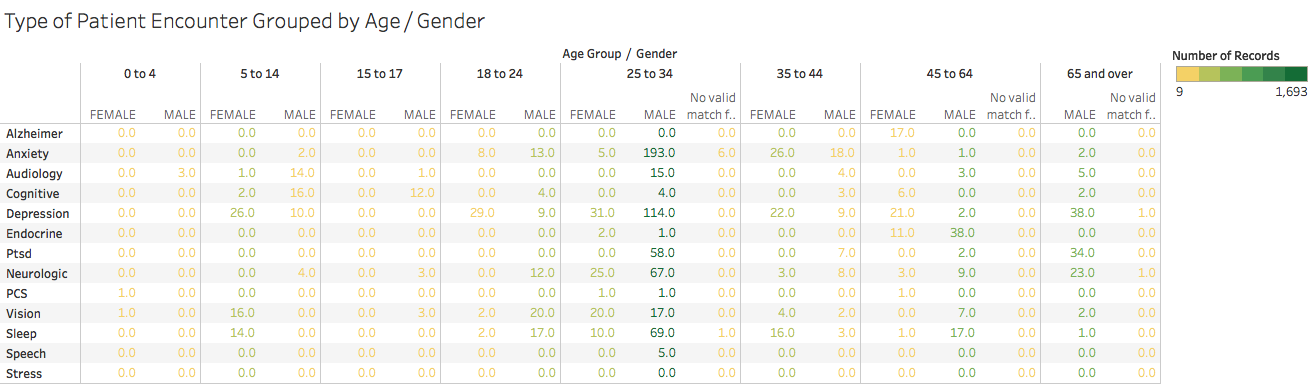 Type of Patient Encounter Grouped by Age / Gender
Age Group / Gender
0 to 4 5 to 14 15 to 17 18 to 24 25 to 34 35 to 44 45 to 64 65 and over
No valid No valid No valid
FEMALE MALE FEMALE MALE FEMALE MALE FEMALE MALE FEMALE MALE match f.. FEMALE MALE FEMALE MALE match f.. MALE match f..
Alzheimer 0.0 0.0 0.0 0.0 0.0 0.0 0.0 0.0 0.0 0.0 0.0 0.0 0.0 17.0 0.0 0.0 0.0 0.0
Anxiety 0.0 0.0 0.0 2.0 0.0 0.0 8.0 13.0 5.0 193.0 6.0 26.0 18.0 1.0 1.0 0.0 2.0 0.0
Audiology 0.0 3.0 1.0 14.0 0.0 1.0 0.0 0.0 0.0 15.0 0.0 0.0 4.0 0.0 3.0 0.0 5.0 0.0
Cognitive 0.0 0.0 2.0 16.0 0.0 12.0 0.0 4.0 0.0 4.0 0.0 0.0 3.0 6.0 0.0 0.0 2.0 0.0
Depression 0.0 0.0 26.0 10.0 0.0 0.0 29.0 9.0 31.0 114.0 0.0 22.0 9.0 21.0 2.0 0.0 38.0 1.0
Endocrine 0.0 0.0 0.0 0.0 0.0 0.0 0.0 0.0 2.0 1.0 0.0 0.0 0.0 11.0 38.0 0.0 0.0 0.0
Ptsd 0.0 0.0 0.0 0.0 0.0 0.0 0.0 0.0 0.0 58.0 0.0 0.0 7.0 0.0 2.0 0.0 34.0 0.0
Neurologic 0.0 0.0 0.0 4.0 0.0 3.0 0.0 12.0 25.0 67.0 0.0 3.0 8.0 3.0 9.0 0.0 23.0 1.0
PCS 1.0 0.0 0.0 0.0 0.0 0.0 0.0 0.0 1.0 1.0 0.0 0.0 0.0 1.0 0.0 0.0 0.0 0.0
Vision 1.0 0.0 16.0 0.0 0.0 3.0 2.0 20.0 20.0 17.0 0.0 4.0 2.0 0.0 7.0 0.0 2.0 0.0
Sleep 0.0 0.0 14.0 0.0 0.0 0.0 2.0 17.0 10.0 69.0 1.0 16.0 3.0 1.0 17.0 0.0 1.0 0.0
Speech 0.0 0.0 0.0 0.0 0.0 0.0 0.0 0.0 0.0 5.0 0.0 0.0 0.0 0.0 0.0 0.0 0.0 0.0
Stress 0.0 0.0 0.0 0.0 0.0 0.0 0.0 0.0 0.0 0.0 0.0 0.0 0.0 0.0 0.0 0.0 0.0 0.0
Number of Records
9 1,693